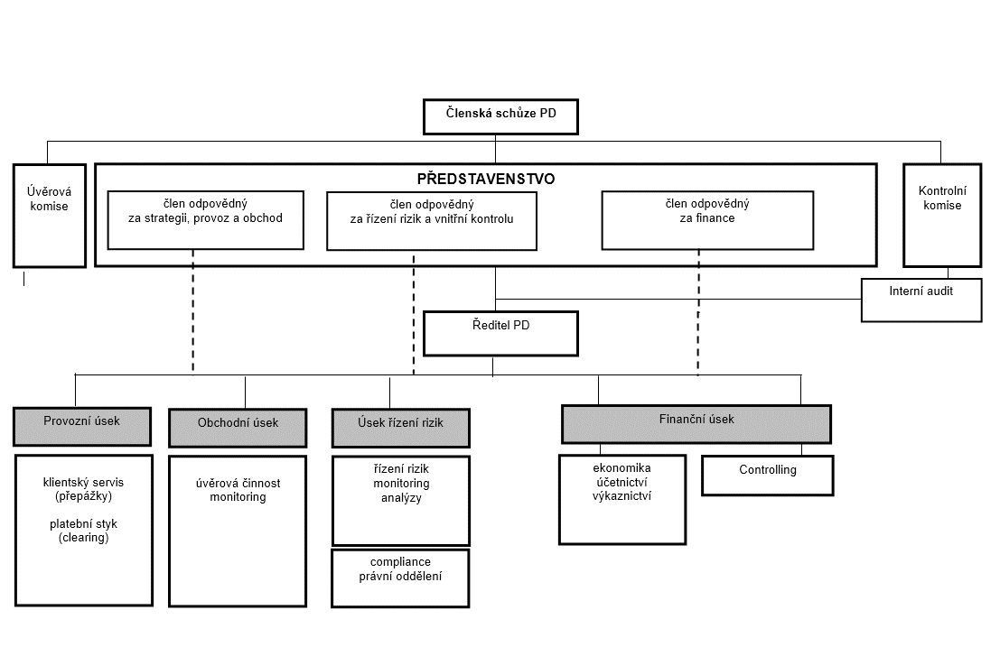 Členská schůze PD
Úvěrová
komise
PŘEDSTAVENSTVO
člen odpovědný
za strategii, provoz a obchod
člen odpovědný
za řízení rizik a vnitřní kontrolu
člen odpovědný
za finance
Kontrolní
komise
Interní audit
Ředitel PD
Provozní úsek
Obchodní úsek
Úsek řízení rizik
Finanční úsek
klientský servis
(přepážky)
platební styk
(clearing)
úvěrová činnost
monitoring
řízení rizik
monitoring
analýzy
compliance
právní oddělení
ekonomika
účetnictví
výkaznictví
Controlling